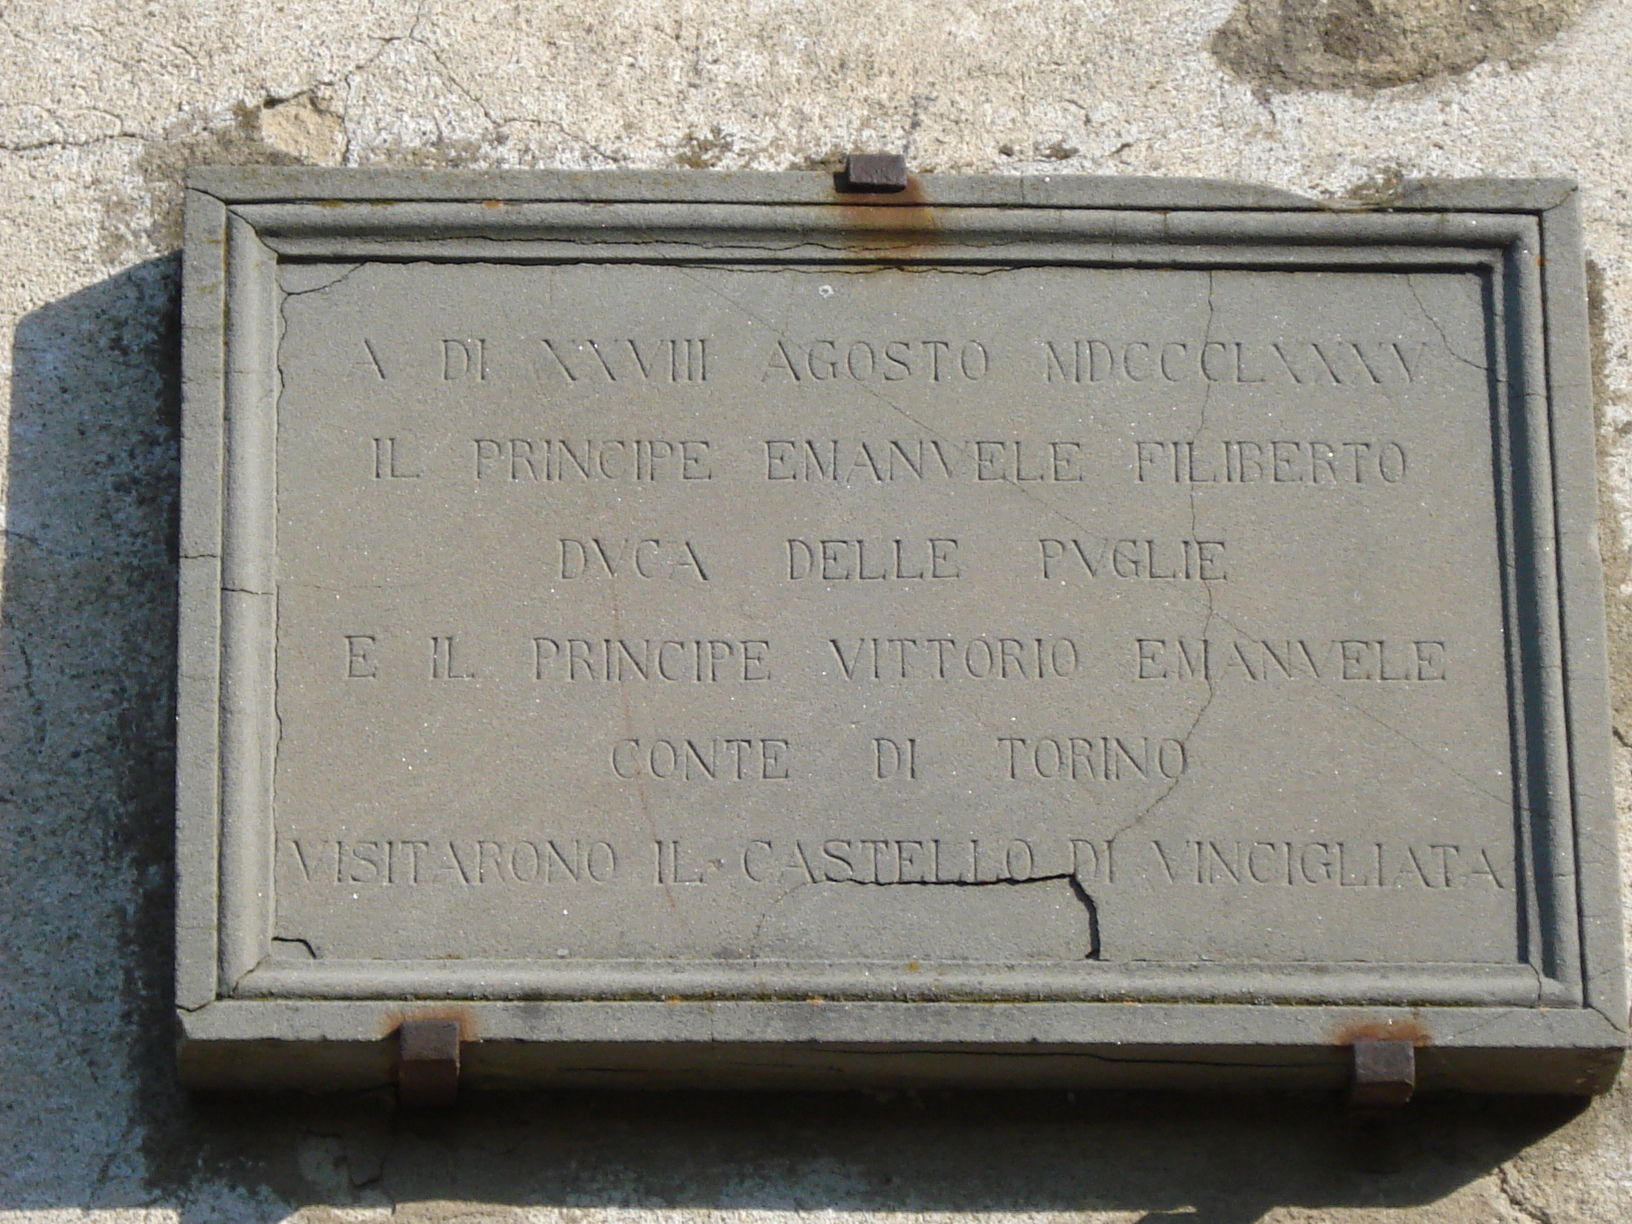 A DI XXVIII AGOSTO MDCCCLXXXV
IL PRINCIPE EMANVELE FILIBERTO
DVCA DELLE PVGLIE
E IL PRINCIPE VITTORIO EMANVELE
CONTE DI TORINO
VISITARONO IL CASTELLO DI VINCIGLIATA